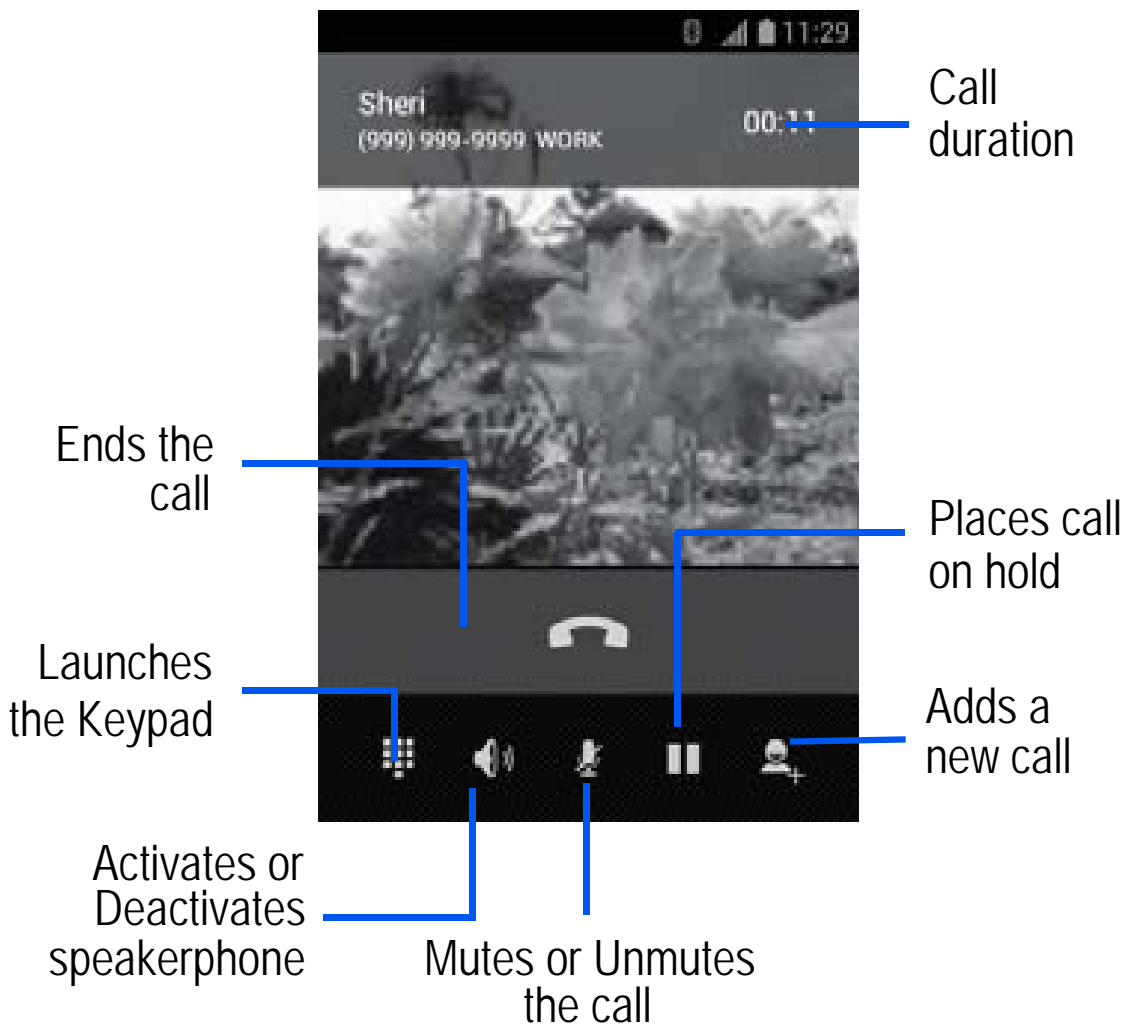 11:29
Sheri
(999) 999-9999 WORK
00:11
Call
duration
Ends the
call
Places call
on hold
Launches
the Keypad
Adds a
new call
Activates or
Deactivates
speakerphone
Mutes or Unmutes
the call